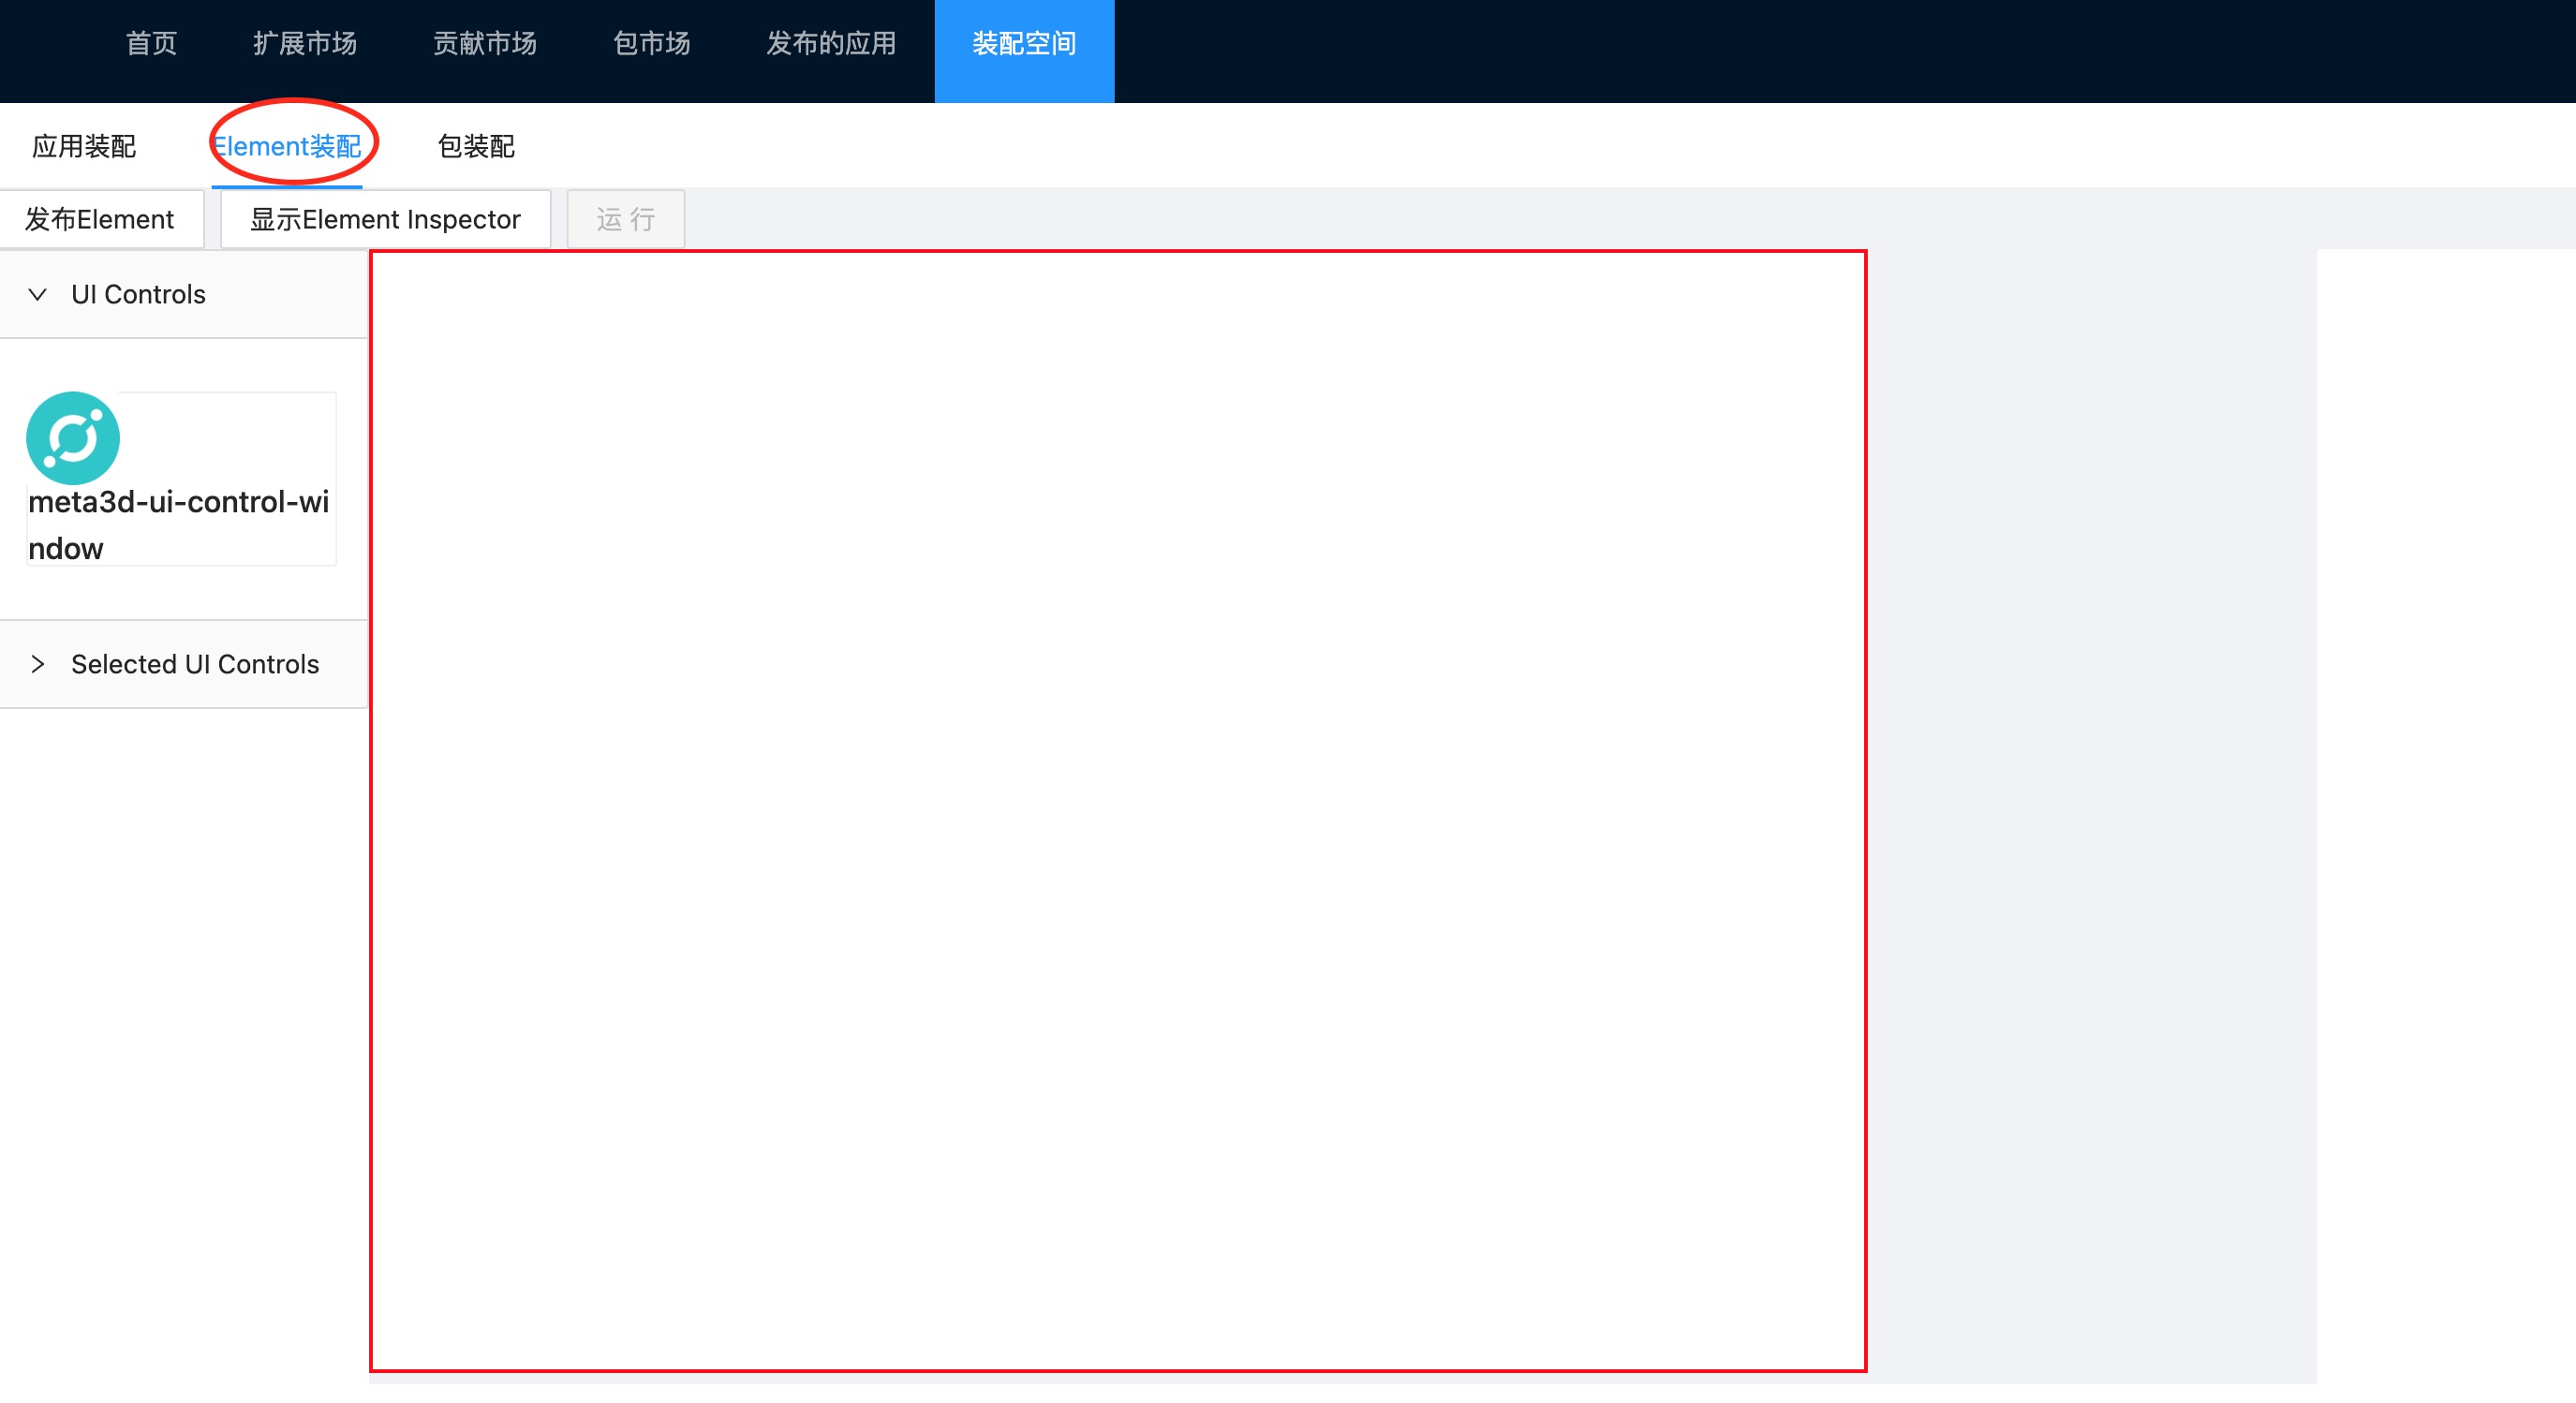 首页 扩展市场 贡献市场 包市场 发布的应用 装配空间
应用装配 Element装配 包装配
发布Element 显示Element Inspector 运 行
UI Controls
meta3d-ui-control-wi
ndow
Selected UI Controls